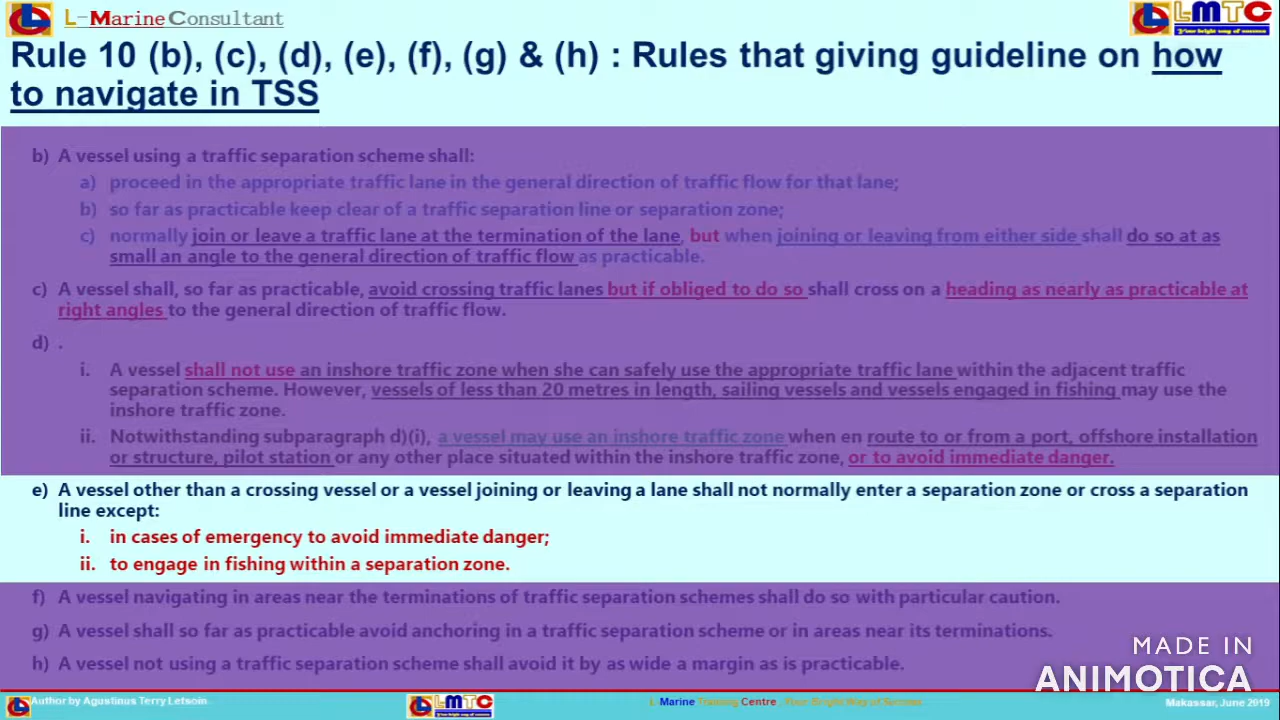 L-Marine Consultant
LMTC
Your bright way of success
Rule 10 (b), (c), (d), (e), (f), (g) & (h) : Rules that giving guideline on how
to navigate in TSS
b) A vessel using a traffic separation scheme shall:
a) proceed in the appropriate traffic lane in the general direction of traffic flow for that lane;
b) so far as practicable keep clear of a traffic separation line or separation zone;
c) normally join or leave a traffic lane at the termination of the lane, but when joining or leaving from either side shall do so at as
small an angle to the general direction of traffic flow as practicable.
c) A vessel shall, so far as practicable, avoid crossing traffic lanes but if obliged to do so shall cross on a heading as nearly as practicable at
right angles to the general direction of traffic flow.
d) .
i. A vessel shall not use an inshore traffic zone when she can safely use the appropriate traffic lane within the adjacent traffic
separation scheme. However, vessels of less than 20 metres in length, sailing vessels and vessels engaged in fishing may use the
inshore traffic zone.
ii. Notwithstanding subparagraph d)(i), a vessel may use an inshore traffic zone when en route to or from a port, offshore installation
or structure, pilot station or any other place situated within the inshore traffic zone, or to avoid immediate danger.
e) A vessel other than a crossing vessel or a vessel joining or leaving a lane shall not normally enter a separation zone or cross a separation
line except:
i. in cases of emergency to avoid immediate danger;
ii. to engage in fishing within a separation zone.
f) A vessel navigating in areas near the terminations of traffic separation schemes shall do so with particular caution.
g) A vessel shall so far as practicable avoid anchoring in a traffic separation scheme or in areas near its terminations.
h) A vessel not using a traffic separation scheme shall avoid it by as wide a margin as is practicable.
MADE IN
ANIMOTICA
Author by Agustinus Terry Letsoin
LMTC
L-Marine Training Centre : Your Bright Way of Success
Makassar, June 2019